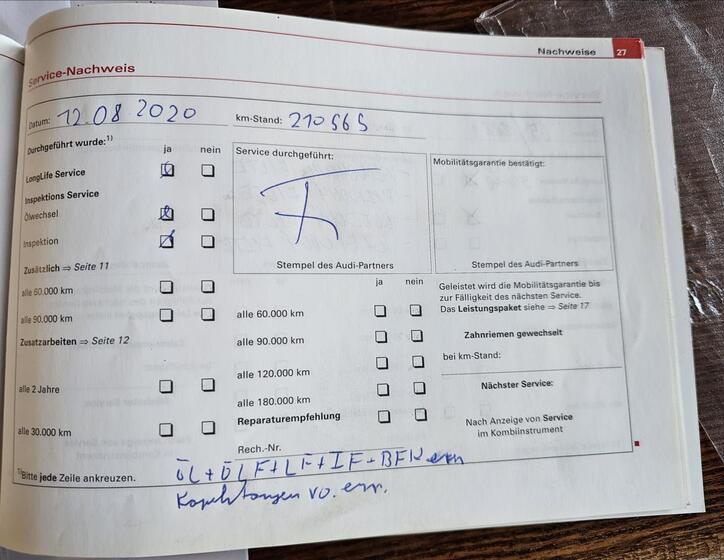 Nachweise 27
Service-Nachweis
Datum: 12.08.2020 km-Stand: 210565
Durchgeführt wurde:1)
ja nein
LongLife Service
Inspektions Service
Ölwechsel
Inspektion
Zusätzlich ⇒ Seite 11
alle 60.000 km
alle 90.000 km
Zusatzarbeiten ⇒ Seite 12
alle 2 Jahre
alle 30.000 km
1)Bitte jede Zeile ankreuzen.
Service durchgeführt:
Stempel des Audi-Partners
ja nein
alle 60.000 km
alle 90.000 km
alle 120.000 km
alle 180.000 km
Reparaturempfehlung
Rech.-Nr.
Mobilitätsgarantie bestätigt:
Stempel des Audi-Partners
Geleistet wird die Mobilitätsgarantie bis
zur Fälligkeit des nächsten Service.
Das Leistungspaket siehe ⇒ Seite 17
Zahnriemen gewechselt
bei km-Stand:
Nächster Service:
Nach Anzeige von Service
im Kombiinstrument
ÖL + ÖLF + LF + IF + BFK ern
vo. ern.